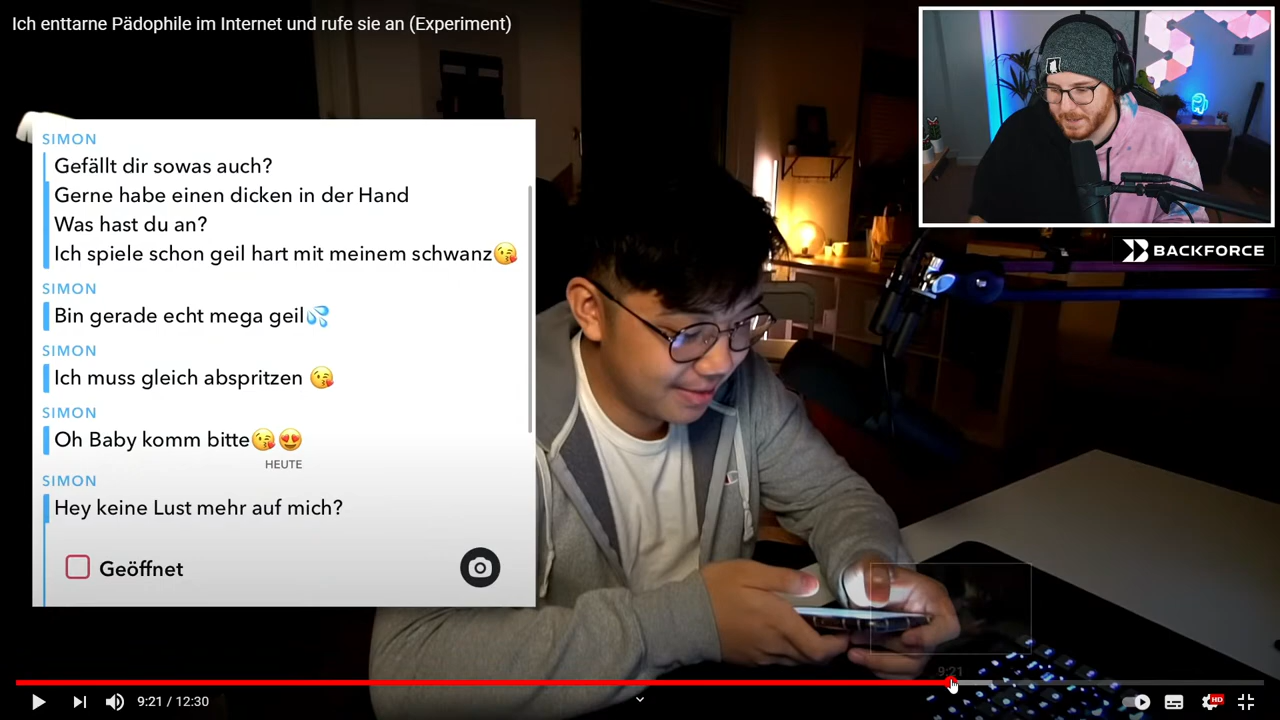 Ich enttarne Pädophile im Internet und rufe sie an (Experiment)
SIMON
Gefällt dir sowas auch?
Gerne habe einen dicken in der Hand
Was hast du an?
Ich spiele schon geil hart mit meinem schwanz😘
SIMON
Bin gerade echt mega geil💦
SIMON
Ich muss gleich abspritzen 😘
SIMON
Oh Baby komm bitte😘😍
HEUTE
SIMON
Hey keine Lust mehr auf mich?
Geöffnet
BACKFORCE
9:21
9:21 / 12:30
HD